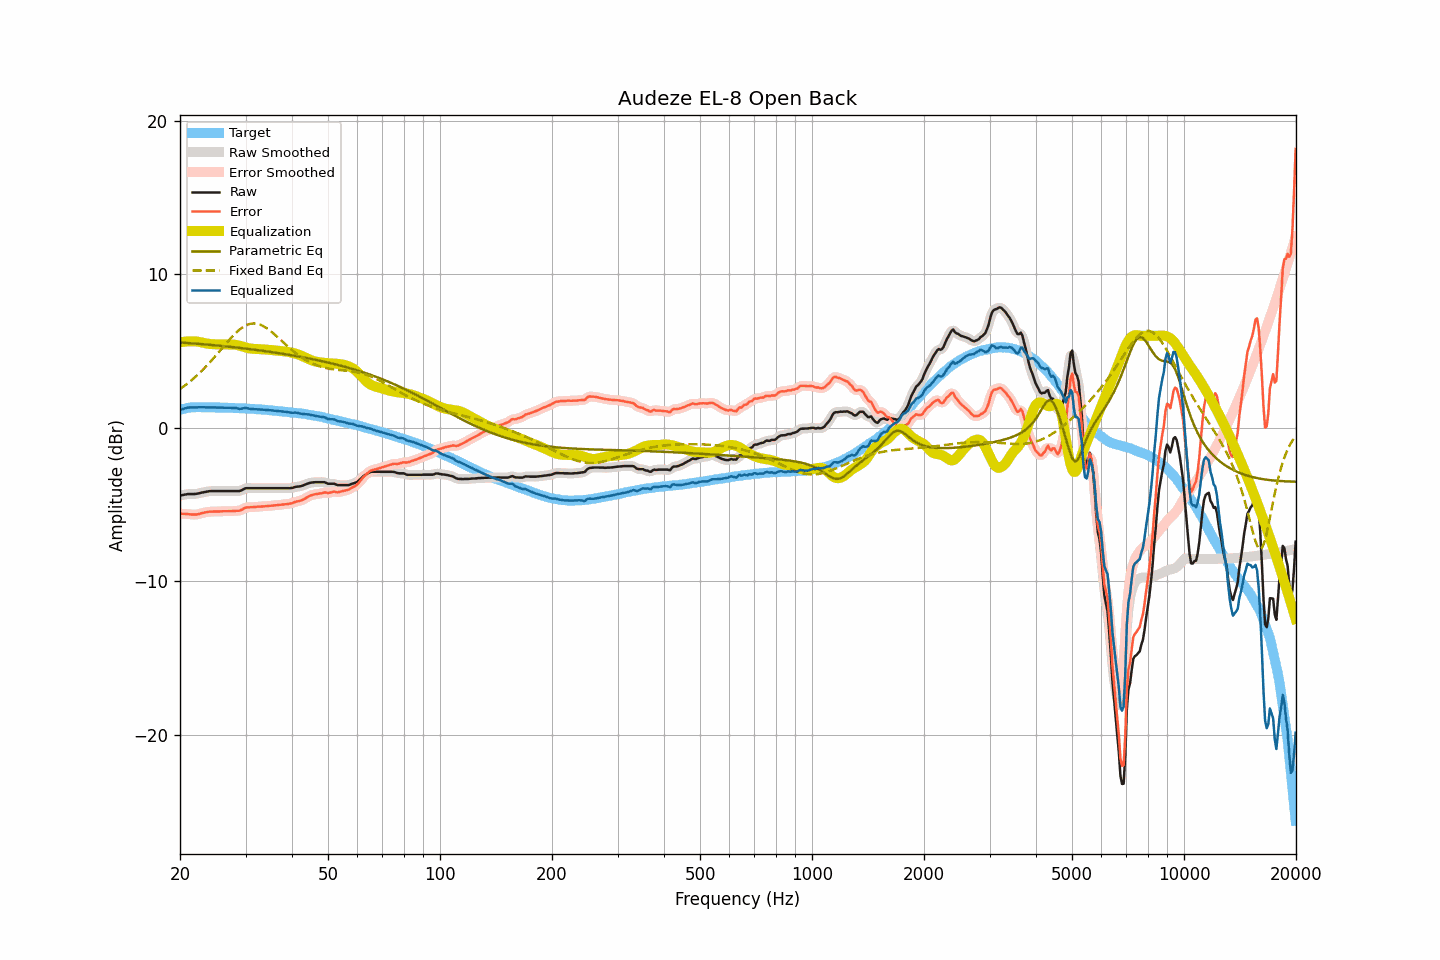 Audeze EL-8 Open Back
20
10
0
−10
−20
Amplitude (dBr)
Target
Raw Smoothed
Error Smoothed
Raw
Error
Equalization
Parametric Eq
Fixed Band Eq
Equalized
20 50 100 200 500 1000 2000 5000 10000 20000
Frequency (Hz)